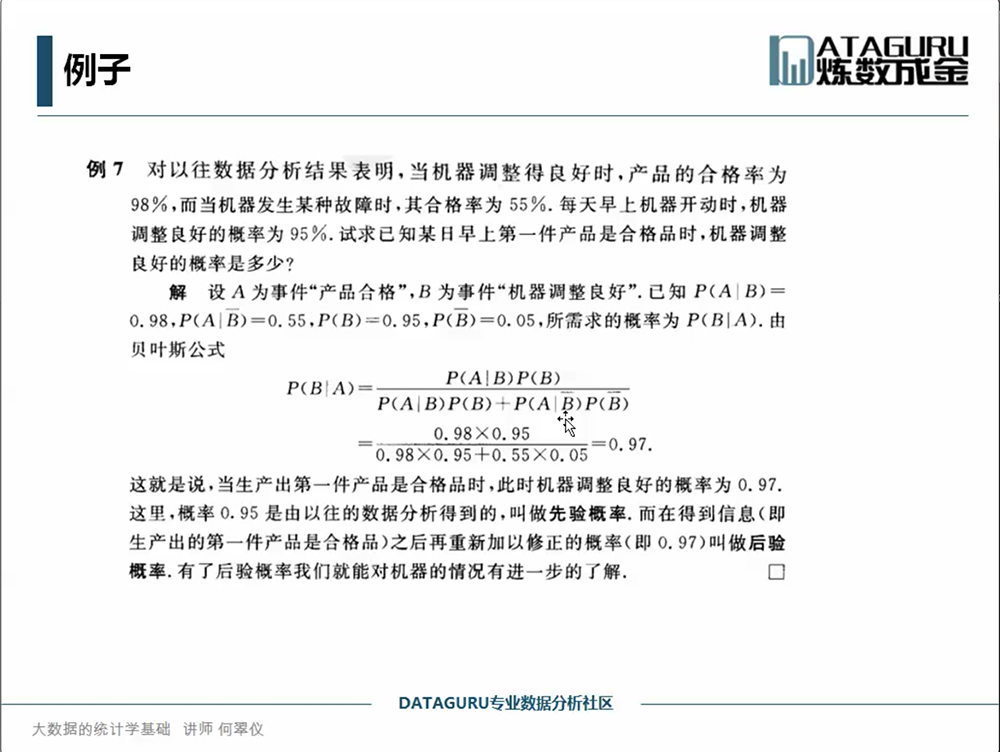 例子
ATAGURU
炼数成金
例 7 对以往数据分析结果表明,当机器调整得良好时,产品的合格率为
98%,而当机器发生某种故障时,其合格率为 55%.每天早上机器开动时,机器
调整良好的概率为 95%.试求已知某日早上第一件产品是合格品时,机器调整
良好的概率是多少?
解 设 A 为事件“产品合格”,B 为事件“机器调整良好”.已知 P(A|B)=
0.98,P(A|B̅)=0.55,P(B)=0.95,P(B̅)=0.05,所需求的概率为 P(B|A).由
贝叶斯公式
P(A|B)P(B)
P(B|A)=
P(A|B)P(B)+P(A|B̅)P(B̅)
0.98×0.95
=
0.98×0.95+0.55×0.05
=0.97.
这就是说,当生产出第一件产品是合格品时,此时机器调整良好的概率为 0.97.
这里,概率 0.95 是由以往的数据分析得到的,叫做先验概率.而在得到信息(即
生产出的第一件产品是合格品)之后再重新加以修正的概率(即 0.97)叫做后验
概率.有了后验概率我们就能对机器的情况有进一步的了解. □
DATAGURU专业数据分析社区
大数据的统计学基础 讲师 何翠仪